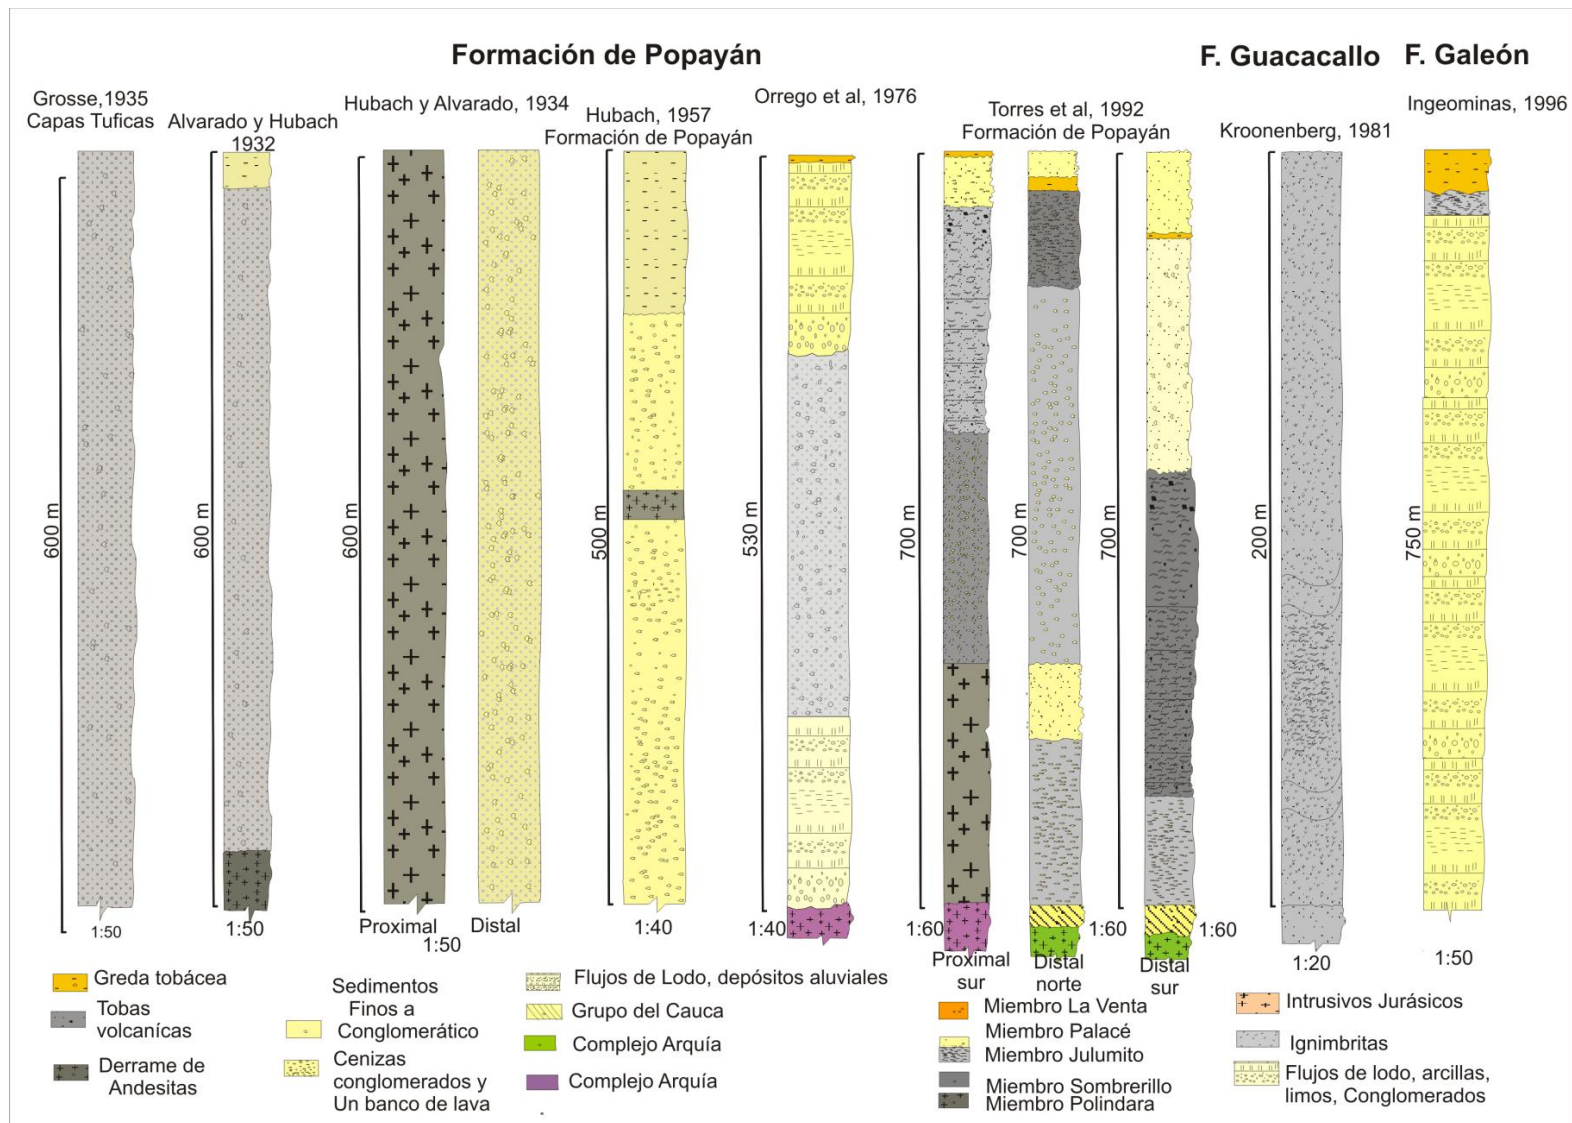 Formación de Popayán
F. Guacacallo
F. Galeón
Grosse,1935
Capas Tuficas
Alvarado y Hubach
1932
Hubach y Alvarado, 1934
Hubach, 1957
Formación de Popayán
Orrego et al, 1976
Torres et al, 1992
Formación de Popayán
Kroonenberg, 1981
Ingeominas, 1996
600 m
600 m
600 m
500 m
530 m
700 m
700 m
700 m
200 m
750 m
1:50
1:50
Proximal
Distal
1:50
1:40
1:40
1:60
Proximal
sur
1:60
Distal
norte
1:60
Distal
sur
1:20
1:50
Greda tobácea
Tobas
volcanícas
Derrame de
Andesitas
Sedimentos
Finos a
Conglomerático
Cenizas
conglomerados y
Un banco de lava
Flujos de Lodo, depósitos aluviales
Grupo del Cauca
Complejo Arquía
Complejo Arquía
Miembro La Venta
Miembro Palacé
Miembro Julumito
Miembro Sombrerillo
Miembro Polindara
Intrusivos Jurásicos
Ignimbritas
Flujos de lodo, arcillas,
limos, Conglomerados